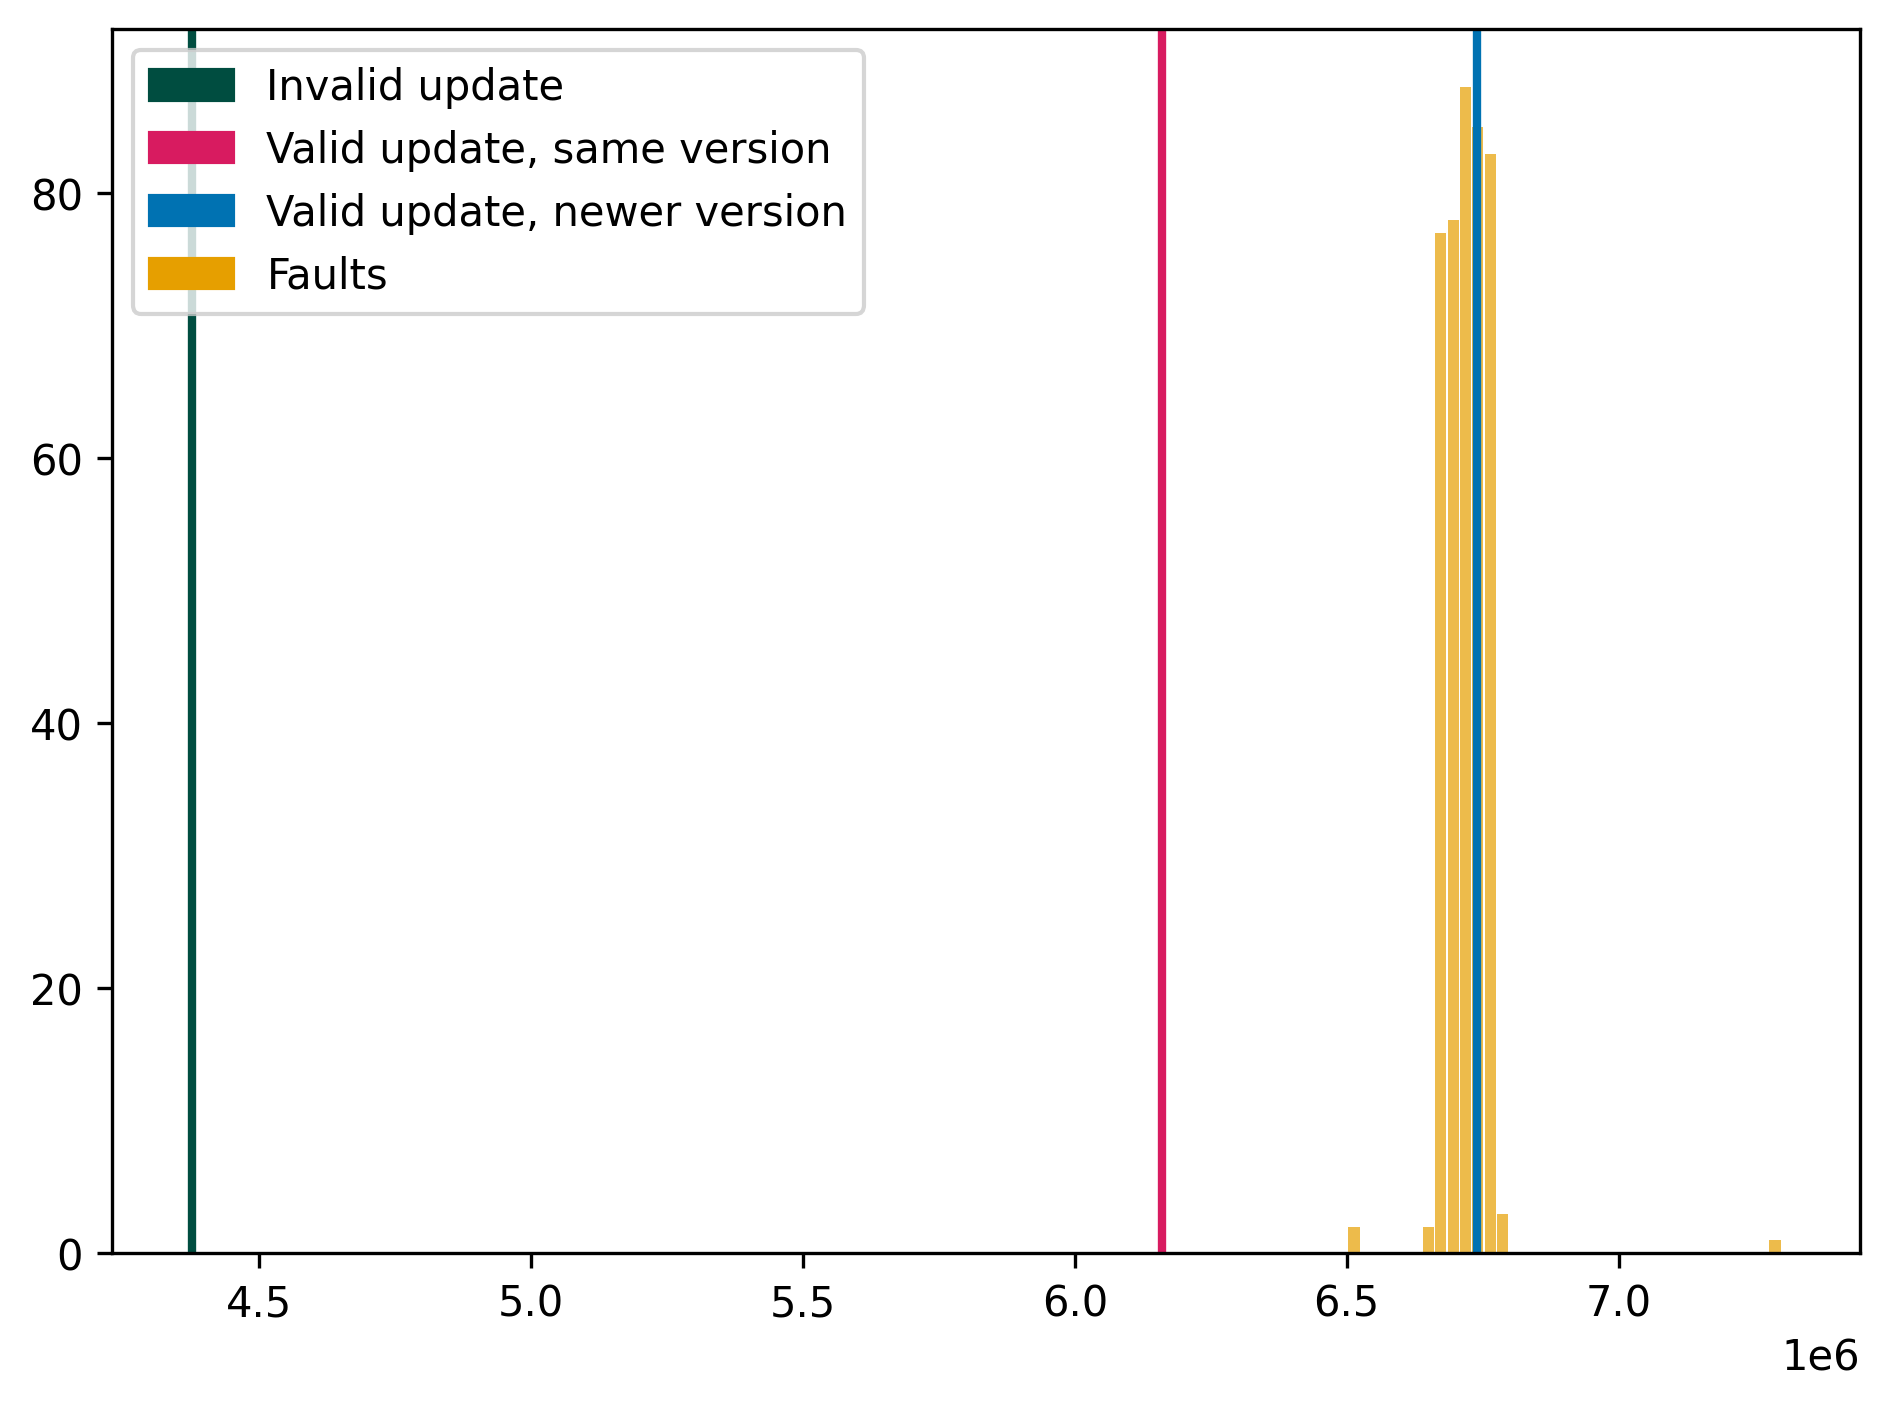 Invalid update
Valid update, same version
Valid update, newer version
Faults
80
60
40
20
0
4.5 5.0 5.5 6.0 6.5 7.0
1e6